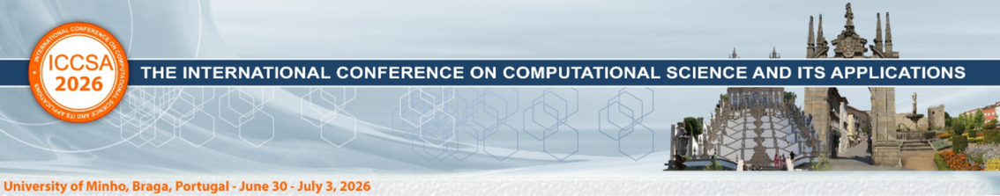 INTERNATIONAL CONFERENCE ON COMPUTATIONAL SCIENCE AND ITS APPLICATIONS
ICCSA
2026
THE INTERNATIONAL CONFERENCE ON COMPUTATIONAL SCIENCE AND ITS APPLICATIONS
University of Minho, Braga, Portugal - June 30 - July 3, 2026